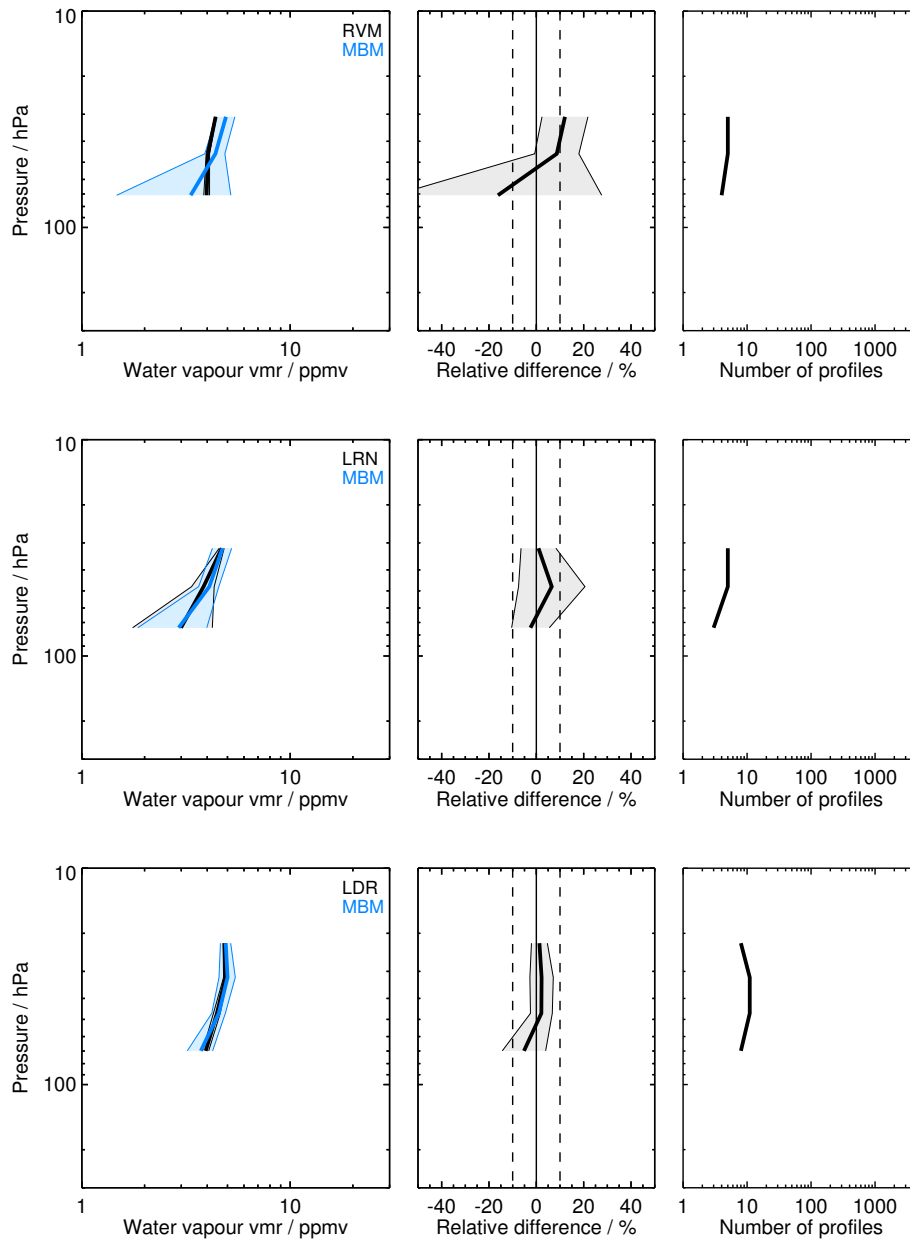 10
100
Pressure / hPa
RVM
MBM
1 10
Water vapour vmr / ppmv
-40 -20 0 20 40
Relative difference / %
1 10 100 1000
Number of profiles
10
100
Pressure / hPa
LRN
MBM
1 10
Water vapour vmr / ppmv
-40 -20 0 20 40
Relative difference / %
1 10 100 1000
Number of profiles
10
100
Pressure / hPa
LDR
MBM
1 10
Water vapour vmr / ppmv
-40 -20 0 20 40
Relative difference / %
1 10 100 1000
Number of profiles